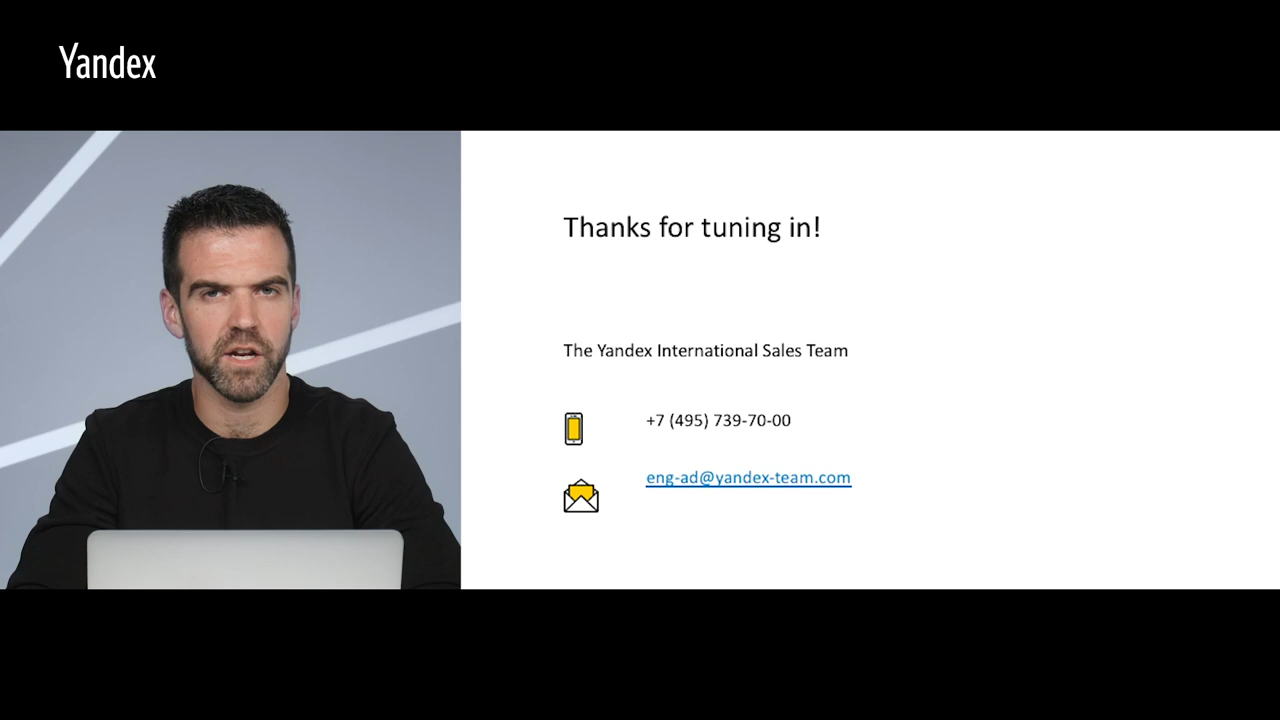 Yandex
Thanks for tuning in!
The Yandex International Sales Team
+7 (495) 739-70-00
eng-ad@yandex-team.com